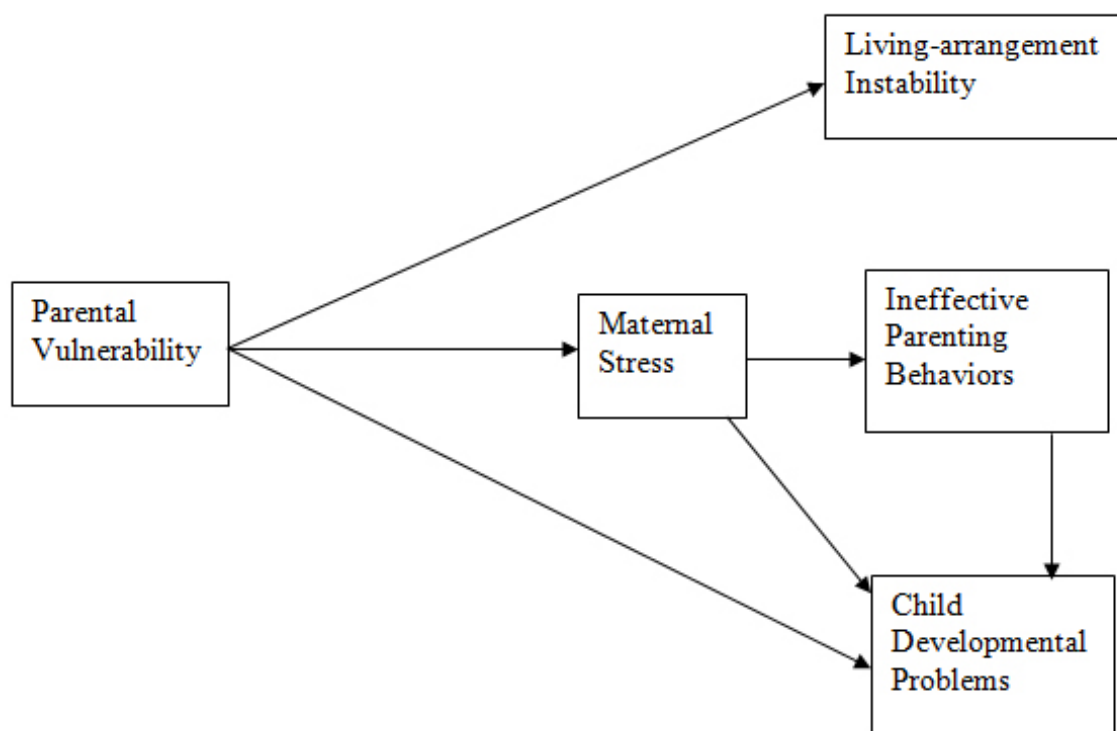 Living-arrangement
Instability
Parental
Vulnerability
Maternal
Stress
Ineffective
Parenting
Behaviors
Child
Developmental
Problems